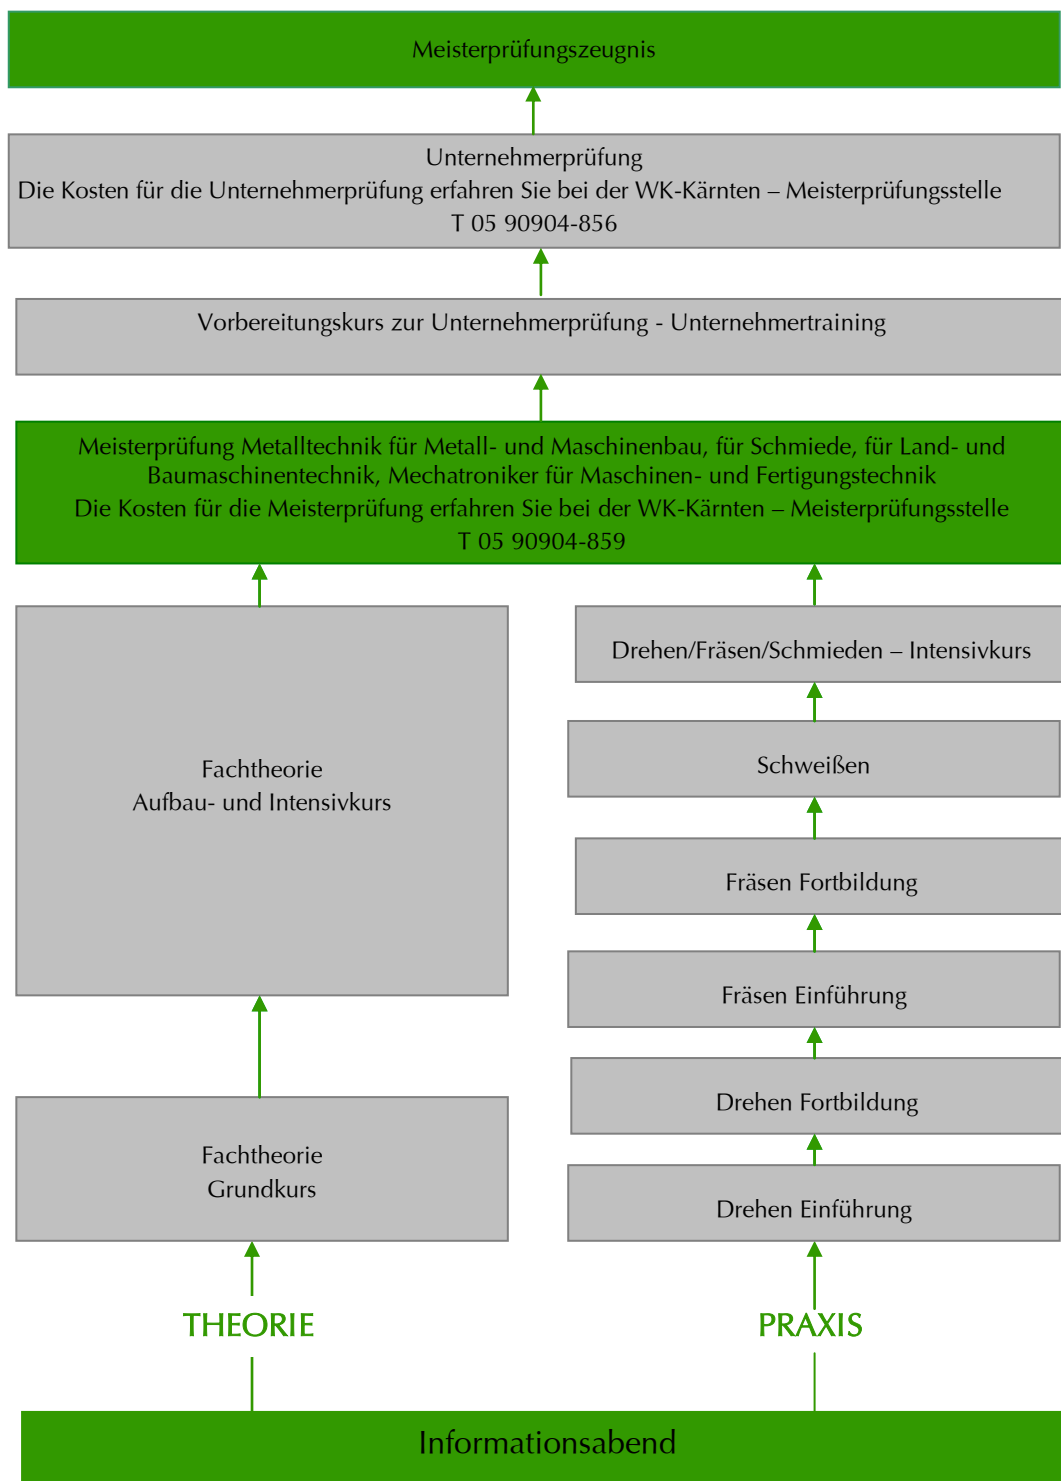 Meisterprüfungszeugnis
Unternehmerprüfung
Die Kosten für die Unternehmerprüfung erfahren Sie bei der WK-Kärnten – Meisterprüfungsstelle
T 05 90904-856
Vorbereitungskurs zur Unternehmerprüfung - Unternehmertraining
Meisterprüfung Metalltechnik für Metall- und Maschinenbau, für Schmiede, für Land- und
Baumaschinentechnik, Mechatroniker für Maschinen- und Fertigungstechnik
Die Kosten für die Meisterprüfung erfahren Sie bei der WK-Kärnten – Meisterprüfungsstelle
T 05 90904-859
Fachtheorie
Aufbau- und Intensivkurs
Fachtheorie
Grundkurs
THEORIE
Drehen/Fräsen/Schmieden – Intensivkurs
Schweißen
Fräsen Fortbildung
Fräsen Einführung
Drehen Fortbildung
Drehen Einführung
PRAXIS
Informationsabend